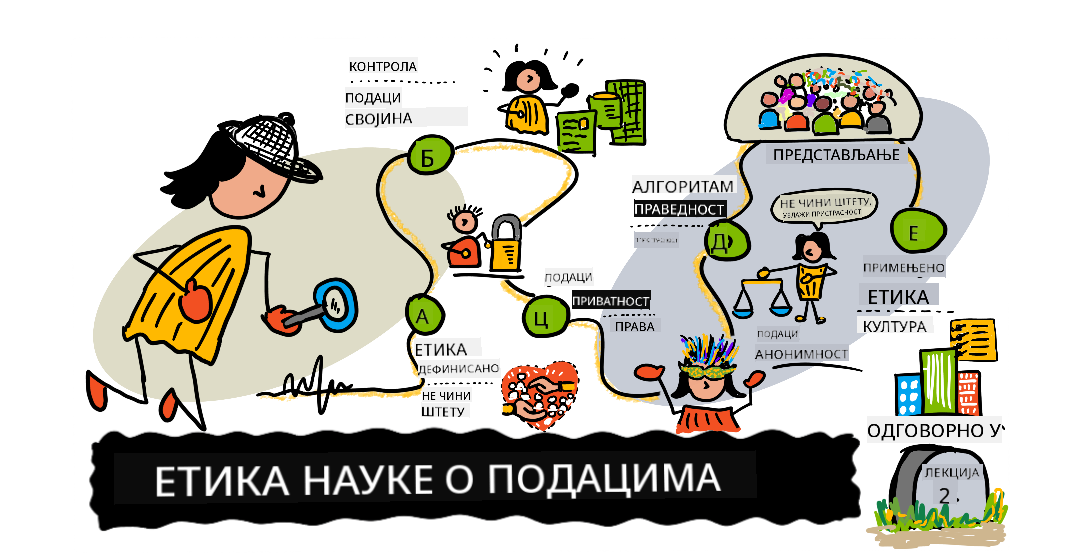 КОНТРОЛА
ПОДАЦИ
СВОЈИНА
Б
А
ЕТИКА
ДЕФИНИСАНО
НЕ ЧИНИ
ШТЕТУ
Ц
ПОДАЦИ
ПРИВАТНОСТ
ПРАВА
АЛГОРИТАМ
ПРАВЕДНОСТ
Д
ПРЕДСТАВЉАЊЕ
НЕ ЧИНИ ШТЕТУ,
УБЛАЖИ ПРИСТРАСНОСТ
ПОДАЦИ
АНОНИМНОСТ
Е
ПРИМЕЊЕНО
ЕТИКА
КУЛТУРА
ОДГОВОРНО У
ЛЕКЦИЈА
2
ЕТИКА НАУКЕ О ПОДАЦИМА